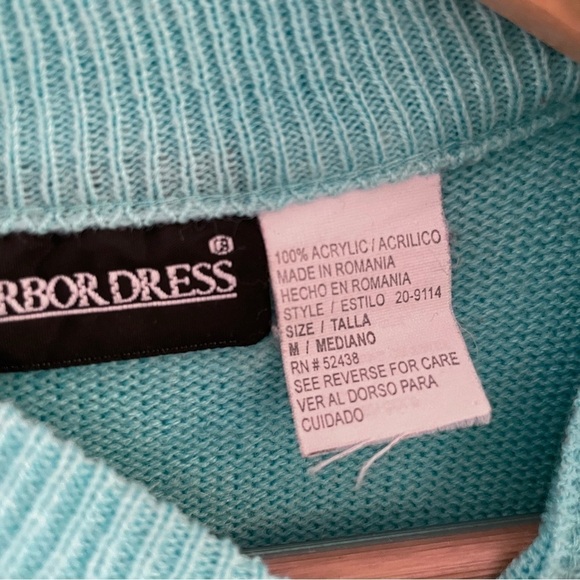 RBOR DRESS
100% ACRYLIC / ACRILICO
MADE IN ROMANIA
HECHO EN ROMANIA
STYLE / ESTILO 20-9114
SIZE / TALLA
M / MEDIANO
RN # 52438
SEE REVERSE FOR CARE
VER AL DORSO PARA
CUIDADO